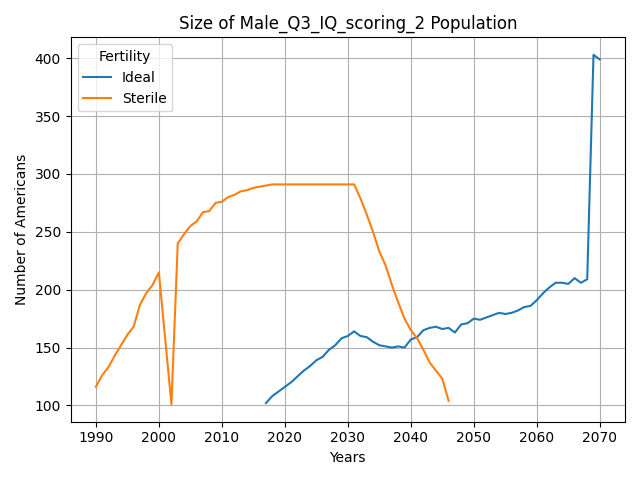 Size of Male_Q3_IQ_scoring_2 Population
Fertility
Ideal
Sterile
Number of Americans
400
350
300
250
200
150
100
1990 2000 2010 2020 2030 2040 2050 2060 2070
Years